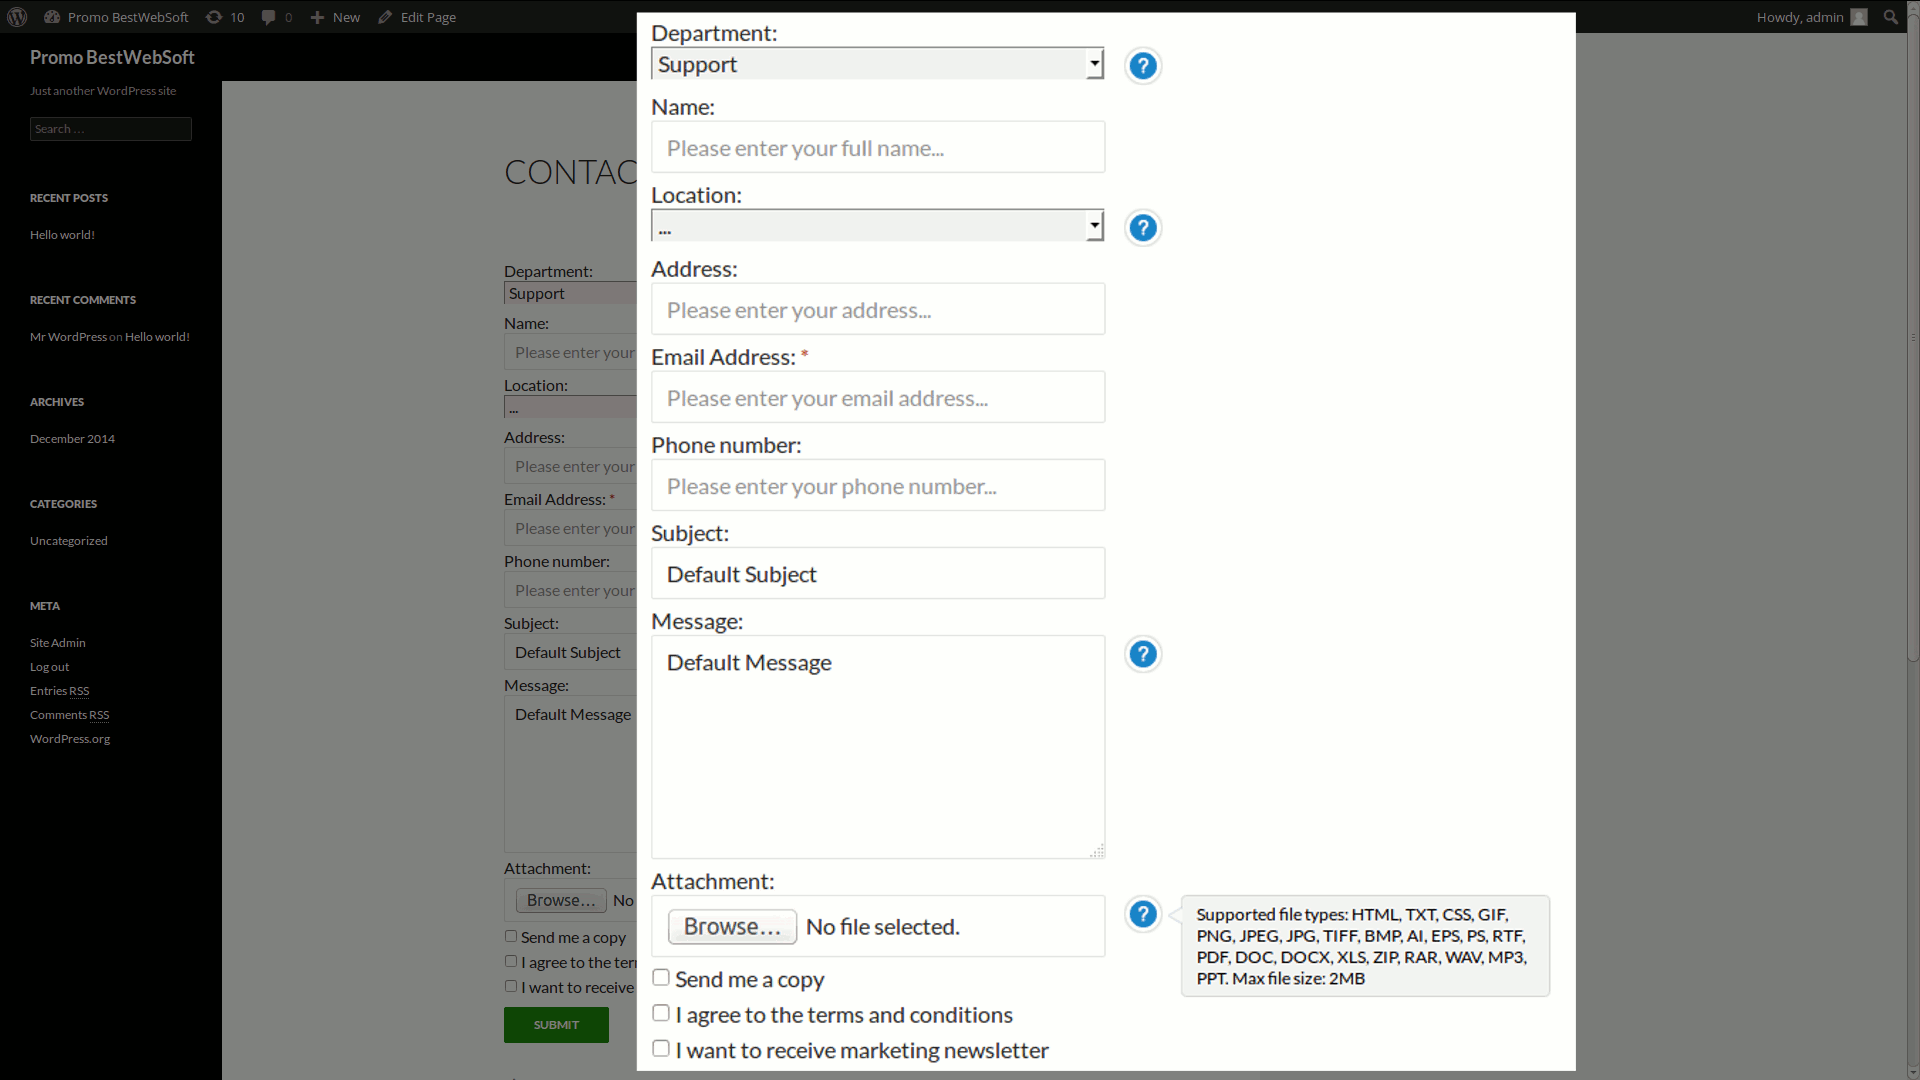 Promo BestWebSoft
10
0
New
Edit Page
Howdy, admin
Promo BestWebSoft
Just another WordPress site
Search ...
RECENT POSTS
Hello world!
RECENT COMMENTS
Mr WordPress on Hello world!
ARCHIVES
December 2014
CATEGORIES
Uncategorized
META
Site Admin
Log out
Entries RSS
Comments RSS
WordPress.org
CONTAC
Department:
Support
Name:
Please enter your
Location:
...
Address:
Please enter your
Email Address: *
Please enter your
Phone number:
Please enter your
Subject:
Default Subject
Message:
Default Message
Attachment:
Browse... No
Send me a copy
I agree to the ter
I want to receive
SUBMIT
Department:
Support
?
Name:
Please enter your full name...
Location:
...
?
Address:
Please enter your address...
Email Address: *
Please enter your email address...
Phone number:
Please enter your phone number...
Subject:
Default Subject
Message:
Default Message
?
Attachment:
Browse... No file selected.
?
Supported file types: HTML, TXT, CSS, GIF,
PNG, JPEG, JPG, TIFF, BMP, AI, EPS, PS, RTF,
PDF, DOC, DOCX, XLS, ZIP, RAR, WAV, MP3,
PPT. Max file size: 2MB
Send me a copy
I agree to the terms and conditions
I want to receive marketing newsletter